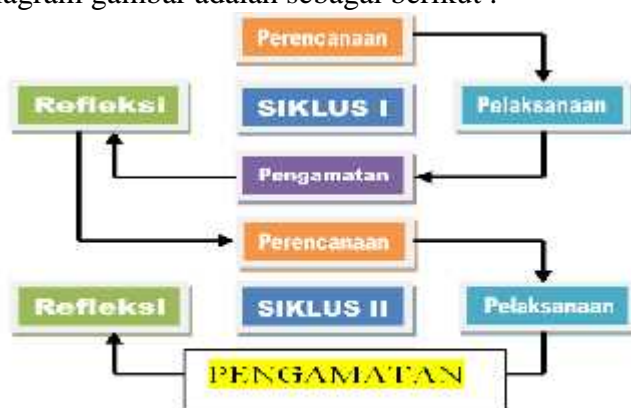 diagram gambar adalah sebagai berikut :
Perencanaan
Refleksi
SIKLUS I
Pelaksanaan
Pengamatan
Perencanaan
Refleksi
SIKLUS II
Pelaksanaan
PENGAMATAN